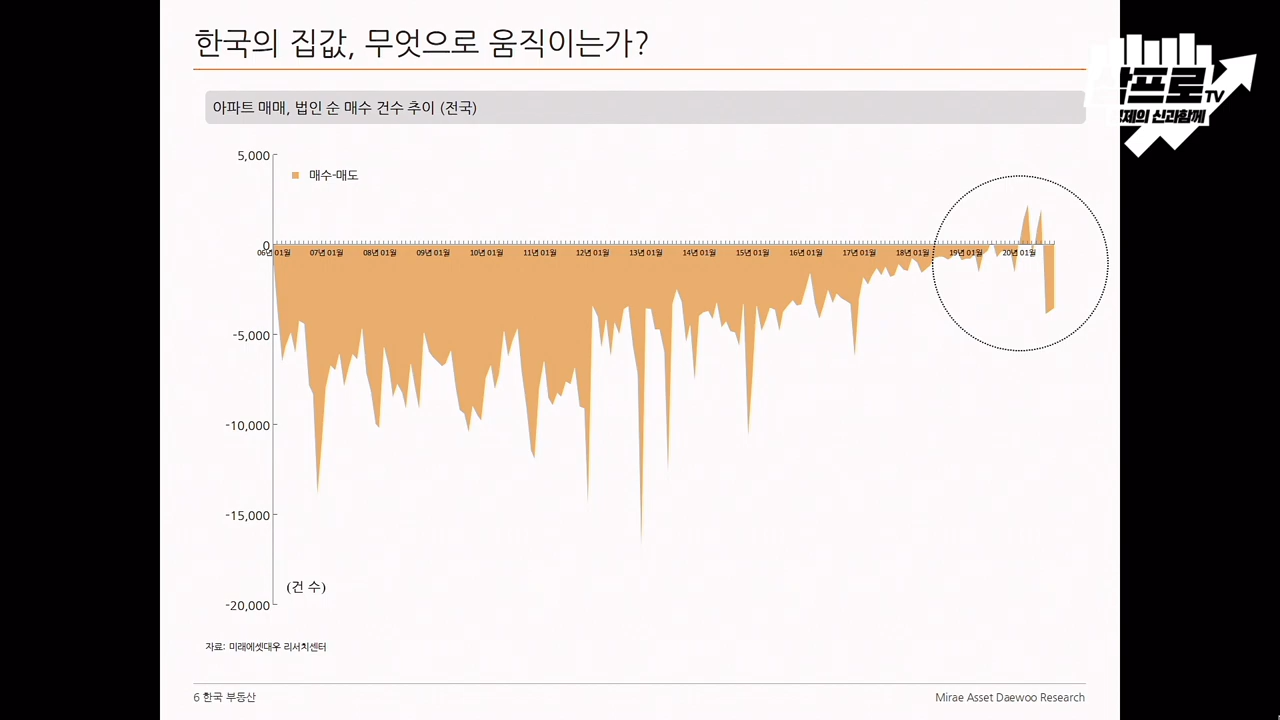 한국의 집값, 무엇으로 움직이는가?
아파트 매매, 법인 순 매수 건수 추이 (전국)
삼프로TV
경제의 신과함께
5,000
매수-매도
0
06년 01월 07년 01월 08년 01월 09년 01월 10년 01월 11년 01월 12년 01월 13년 01월 14년 01월 15년 01월 16년 01월 17년 01월 18년 01월 19년 01월 20년 01월
-5,000
-10,000
-15,000
(건 수)
-20,000
자료: 미래에셋대우 리서치센터
6 한국 부동산
Mirae Asset Daewoo Research